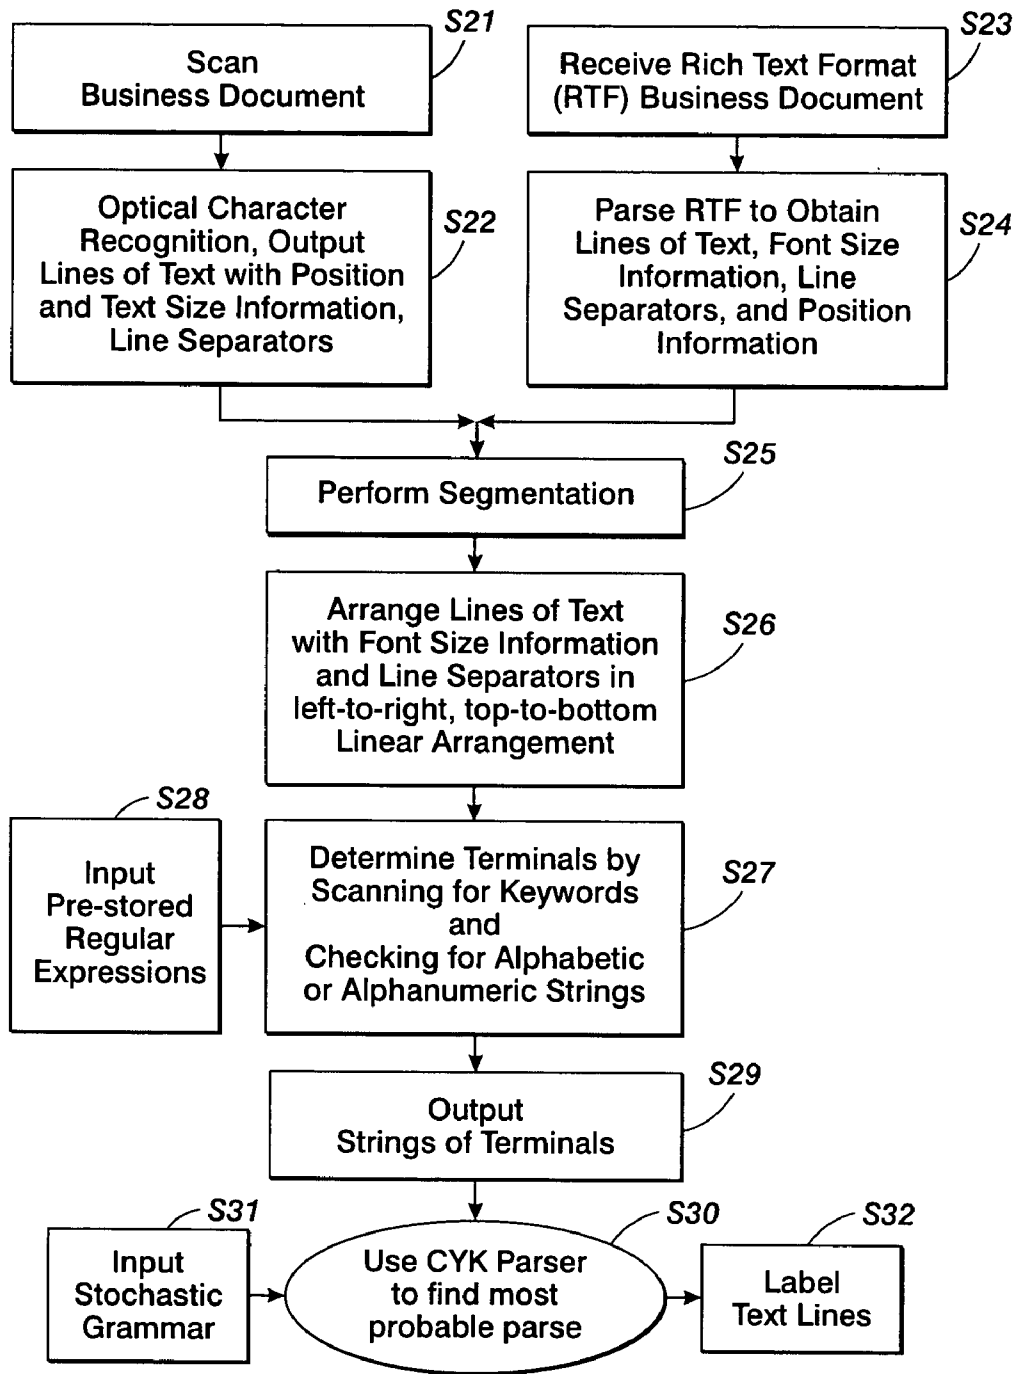 S21
Scan
Business Document
S23
Receive Rich Text Format
(RTF) Business Document
S22
Optical Character
Recognition, Output
Lines of Text with Position
and Text Size Information,
Line Separators
S24
Parse RTF to Obtain
Lines of Text, Font Size
Information, Line
Separators, and Position
Information
S25
Perform Segmentation
S26
Arrange Lines of Text
with Font Size Information
and Line Separators in
left-to-right, top-to-bottom
Linear Arrangement
S28
Input
Pre-stored
Regular
Expressions
S27
Determine Terminals by
Scanning for Keywords
and
Checking for Alphabetic
or Alphanumeric Strings
S29
Output
Strings of Terminals
S31
Input
Stochastic
Grammar
S30
Use CYK Parser
to find most
probable parse
S32
Label
Text Lines